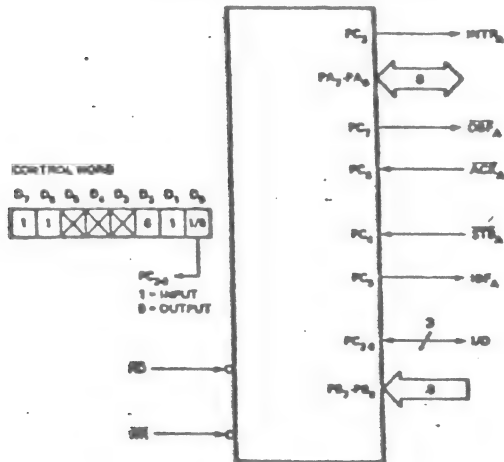 PC3 → INTRA
PA7-PA0 8
PC7 → OBFA
PC6 ← ACKA
CONTROL WORD
D7 D6 D5 D4 D3 D2 D1 D0
1 1 X X X 0 1 1/0
PC4 ← STBA
PC2-0
1 = INPUT
0 = OUTPUT
PC5 → IBFA
3
PC2-0 I/O
RD
PB7-PB0 8
WR